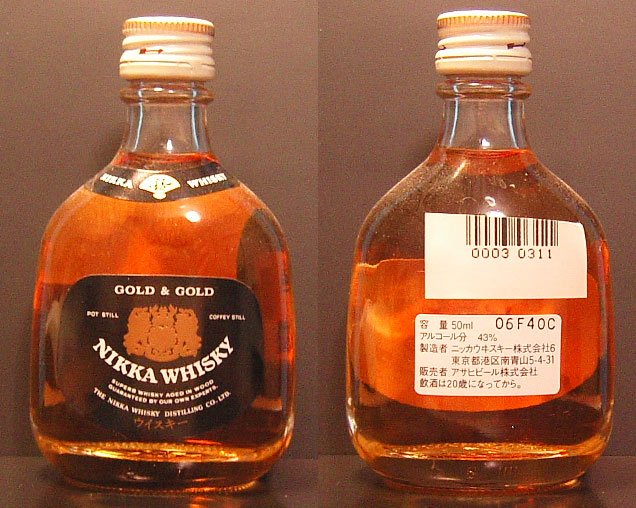 NIKKA WHISKY
GOLD & GOLD
POT STILL COFFEY STILL
NIKKA WHISKY
SUPERB WHISKY AGED IN WOOD
GUARANTEED BY OUR OWN EXPERTS
THE NIKKA WHISKY DISTILLING CO. LTD.
ウイスキー
0003 0311
容 量 50ml 06F40C
アルコール分 43%
製造者 ニッカウヰスキー株式会社6
東京都港区南青山5-4-31
販売者 アサヒビール株式会社
飲酒は20歳になってから。